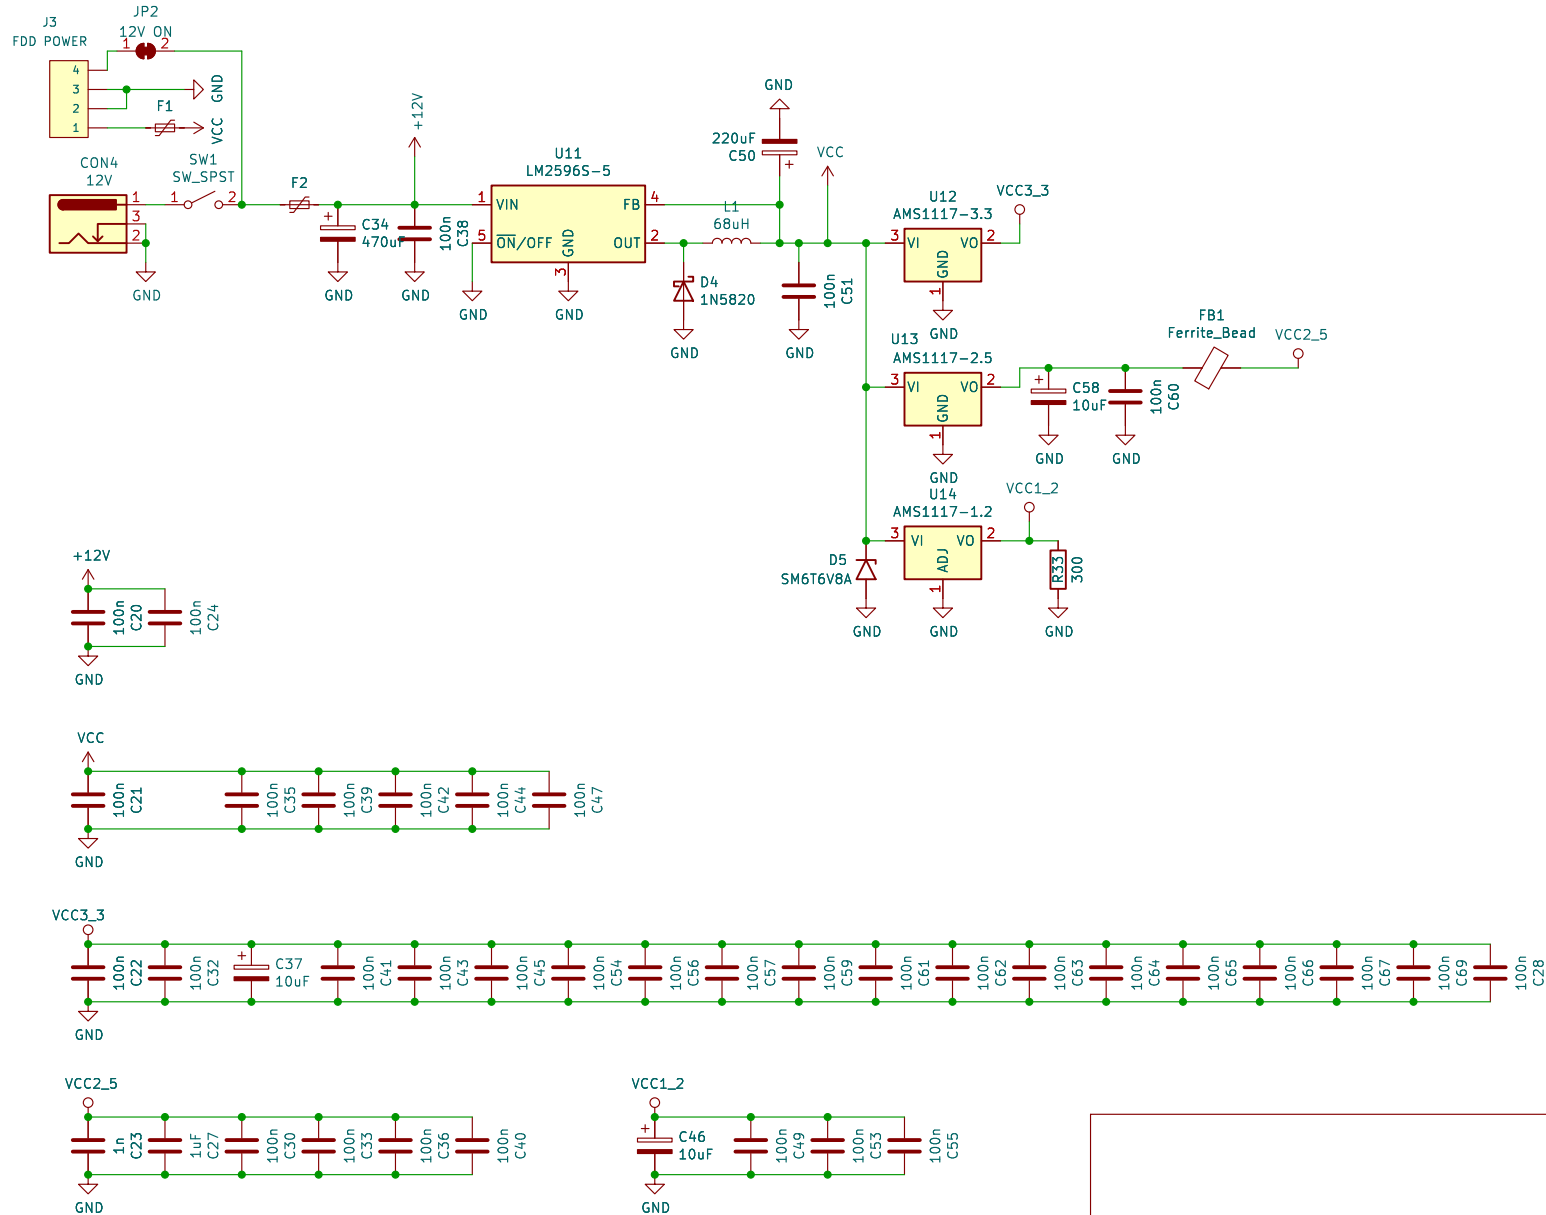 J3
FDD POWER
JP2
12V ON
1 2
4
3
2
1
GND
F1
VCC
CON4
12V
1
3
2
GND
SW1
SW_SPST
1 2
F2
+
C34
470uF
GND
+12V
100n
C38
GND
U11
LM2596S-5
1 VIN
5 ON/OFF
GND
3
FB 4
OUT 2
GND
GND
GND
220uF
C50
+
L1
68uH
D4
1N5820
GND
VCC
100n
C51
GND
U12
AMS1117-3.3
3 VI
VO 2
GND
1
GND
VCC3_3
U13
AMS1117-2.5
3 VI
VO 2
GND
1
GND
+
C58
10uF
GND
100n
C60
GND
FB1
Ferrite_Bead
VCC2_5
U14
AMS1117-1.2
3 VI
VO 2
ADJ
1
GND
D5
SM6T6V8A
GND
VCC1_2
R33
300
GND
+12V
100n
C20
100n
C24
GND
VCC
100n
C21
100n
C35
100n
C39
100n
C42
100n
C44
100n
C47
GND
VCC3_3
100n
C22
100n
C32
+
C37
10uF
100n
C41
100n
C43
100n
C45
100n
C54
100n
C56
100n
C57
100n
C59
100n
C61
100n
C62
100n
C63
100n
C64
100n
C65
100n
C66
100n
C67
100n
C69
100n
C28
GND
VCC2_5
1n
C23
1uF
C27
100n
C30
100n
C33
100n
C36
100n
C40
GND
VCC1_2
+
C46
10uF
100n
C49
100n
C53
100n
C55
GND